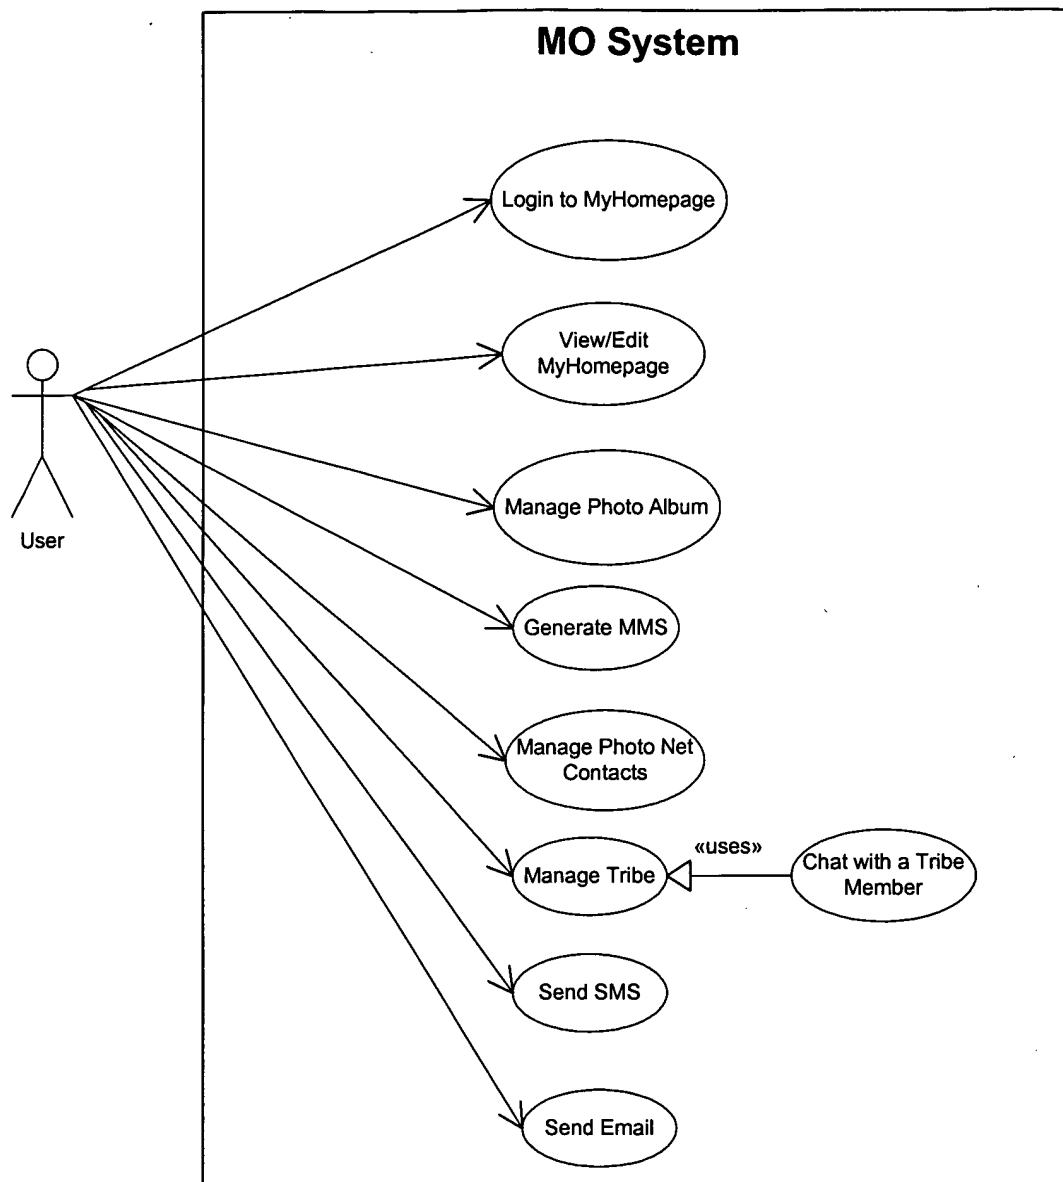 MO System
Login to MyHomepage
View/Edit
MyHomepage
User
Manage Photo Album
Generate MMS
Manage Photo Net
Contacts
Manage Tribe
«uses»
Chat with a Tribe
Member
Send SMS
Send Email